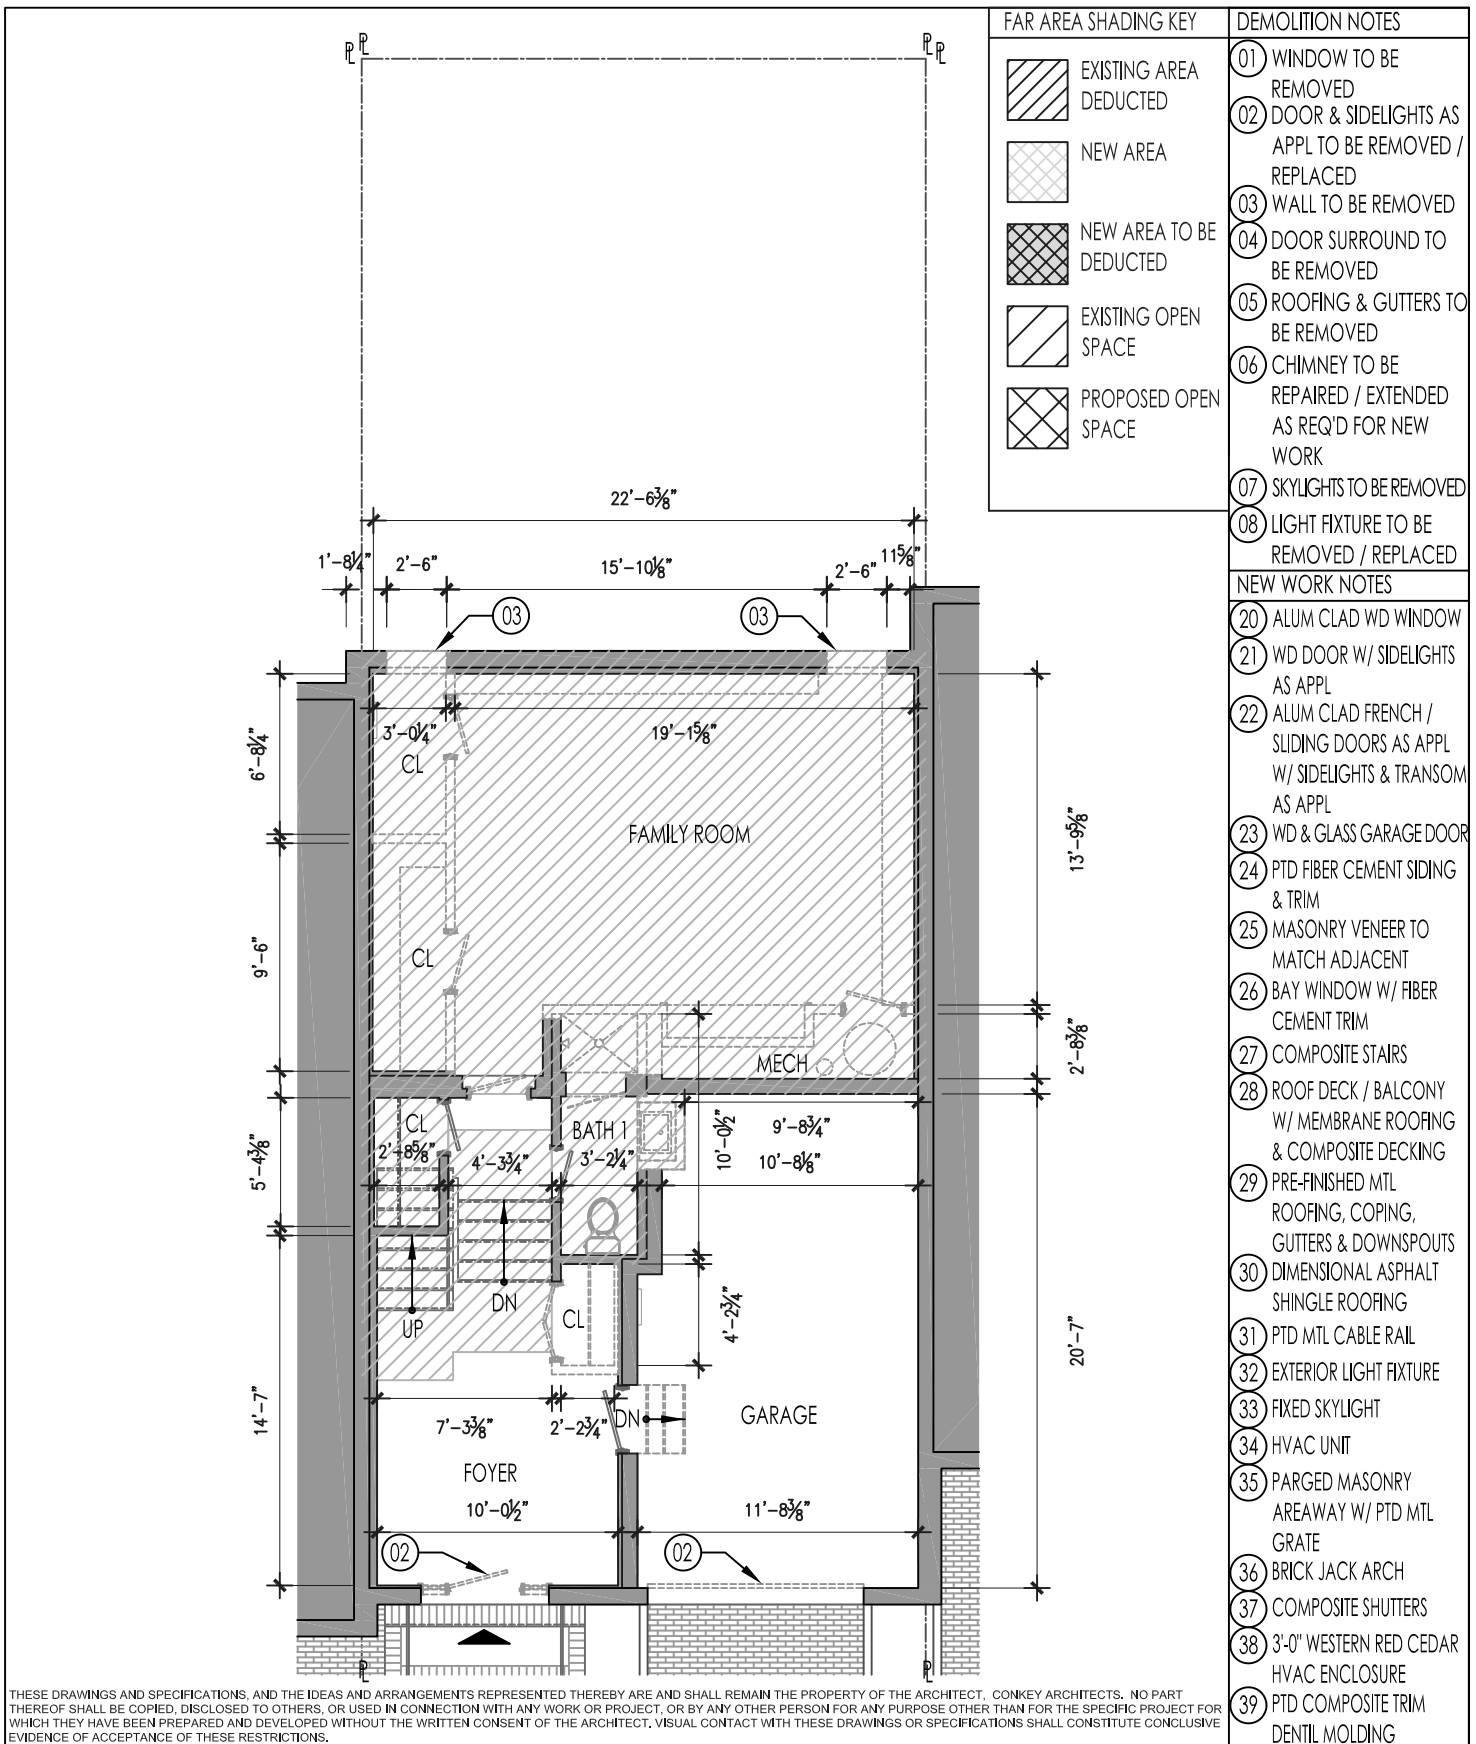 FAR AREA SHADING KEY
EXISTING AREA
DEDUCTED
NEW AREA
NEW AREA TO BE
DEDUCTED
EXISTING OPEN
SPACE
PROPOSED OPEN
SPACE
DEMOLITION NOTES
01 WINDOW TO BE
REMOVED
02 DOOR & SIDELIGHTS AS
APPL TO BE REMOVED /
REPLACED
03 WALL TO BE REMOVED
04 DOOR SURROUND TO
BE REMOVED
05 ROOFING & GUTTERS TO
BE REMOVED
06 CHIMNEY TO BE
REPAIRED / EXTENDED
AS REQ'D FOR NEW
WORK
07 SKYLIGHTS TO BE REMOVED
08 LIGHT FIXTURE TO BE
REMOVED / REPLACED
NEW WORK NOTES
20 ALUM CLAD WD WINDOW
21 WD DOOR W/ SIDELIGHTS
AS APPL
22 ALUM CLAD FRENCH /
SLIDING DOORS AS APPL
W/ SIDELIGHTS & TRANSOM
AS APPL
23 WD & GLASS GARAGE DOOR
24 PTD FIBER CEMENT SIDING
& TRIM
25 MASONRY VENEER TO
MATCH ADJACENT
26 BAY WINDOW W/ FIBER
CEMENT TRIM
27 COMPOSITE STAIRS
28 ROOF DECK / BALCONY
W/ MEMBRANE ROOFING
& COMPOSITE DECKING
29 PRE-FINISHED MTL
ROOFING, COPING,
GUTTERS & DOWNSPOUTS
30 DIMENSIONAL ASPHALT
SHINGLE ROOFING
31 PTD MTL CABLE RAIL
32 EXTERIOR LIGHT FIXTURE
33 FIXED SKYLIGHT
34 HVAC UNIT
35 PARGED MASONRY
AREAWAY W/ PTD MTL
GRATE
36 BRICK JACK ARCH
37 COMPOSITE SHUTTERS
38 3'-0" WESTERN RED CEDAR
HVAC ENCLOSURE
39 PTD COMPOSITE TRIM
DENTIL MOLDING
PL PL PL PL
22'-6⅜"
1'-8¼" 2'-6" 15'-10⅛" 2'-6" 11⅝"
03 03
3'-0¼" 19'-1⅝"
CL
6'-8¼"
FAMILY ROOM
13'-9⅝"
9'-6"
CL
MECH
2'-8⅜"
CL
BATH 1
10'-0½"
9'-8¾"
2'-8⅝" 4'-3¾" 3'-2¼" 10'-8⅛"
5'-4⅜"
DN
UP
CL
4'-2¾"
20'-7"
14'-7"
7'-3⅜" 2'-2¾" DN GARAGE
FOYER
10'-0½" 11'-8⅜"
02 02
PL PL
THESE DRAWINGS AND SPECIFICATIONS, AND THE IDEAS AND ARRANGEMENTS REPRESENTED THEREBY ARE AND SHALL REMAIN THE PROPERTY OF THE ARCHITECT, CONKEY ARCHITECTS. NO PART
THEREOF SHALL BE COPIED, DISCLOSED TO OTHERS, OR USED IN CONNECTION WITH ANY WORK OR PROJECT, OR BY ANY OTHER PERSON FOR ANY PURPOSE OTHER THAN FOR THE SPECIFIC PROJECT FOR
WHICH THEY HAVE BEEN PREPARED AND DEVELOPED WITHOUT THE WRITTEN CONSENT OF THE ARCHITECT. VISUAL CONTACT WITH THESE DRAWINGS OR SPECIFICATIONS SHALL CONSTITUTE CONCLUSIVE
EVIDENCE OF ACCEPTANCE OF THESE RESTRICTIONS.